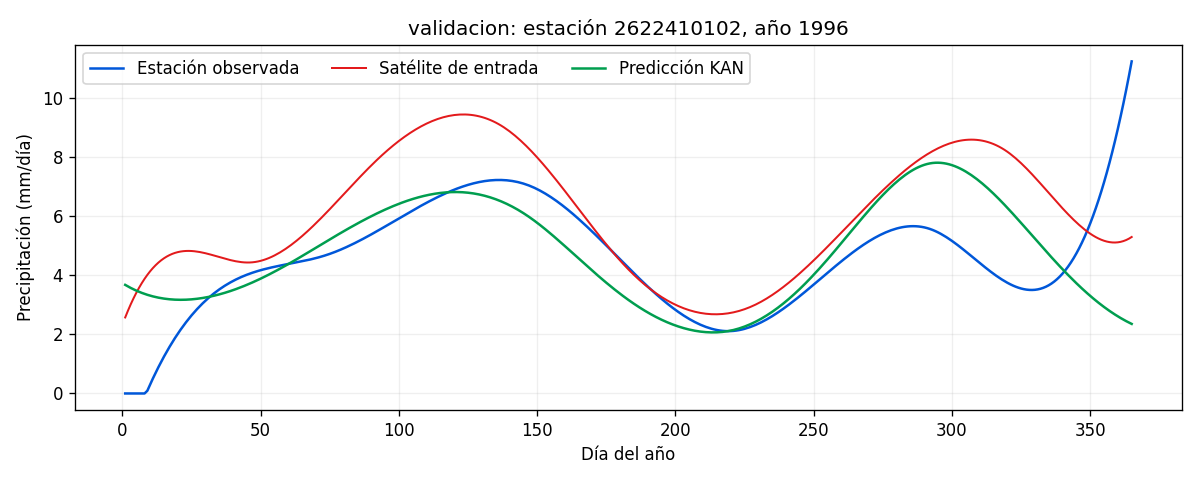 validacion: estación 2622410102, año 1996
Estación observada
Satélite de entrada
Predicción KAN
Precipitación (mm/día)
10
8
6
4
2
0
0 50 100 150 200 250 300 350
Día del año